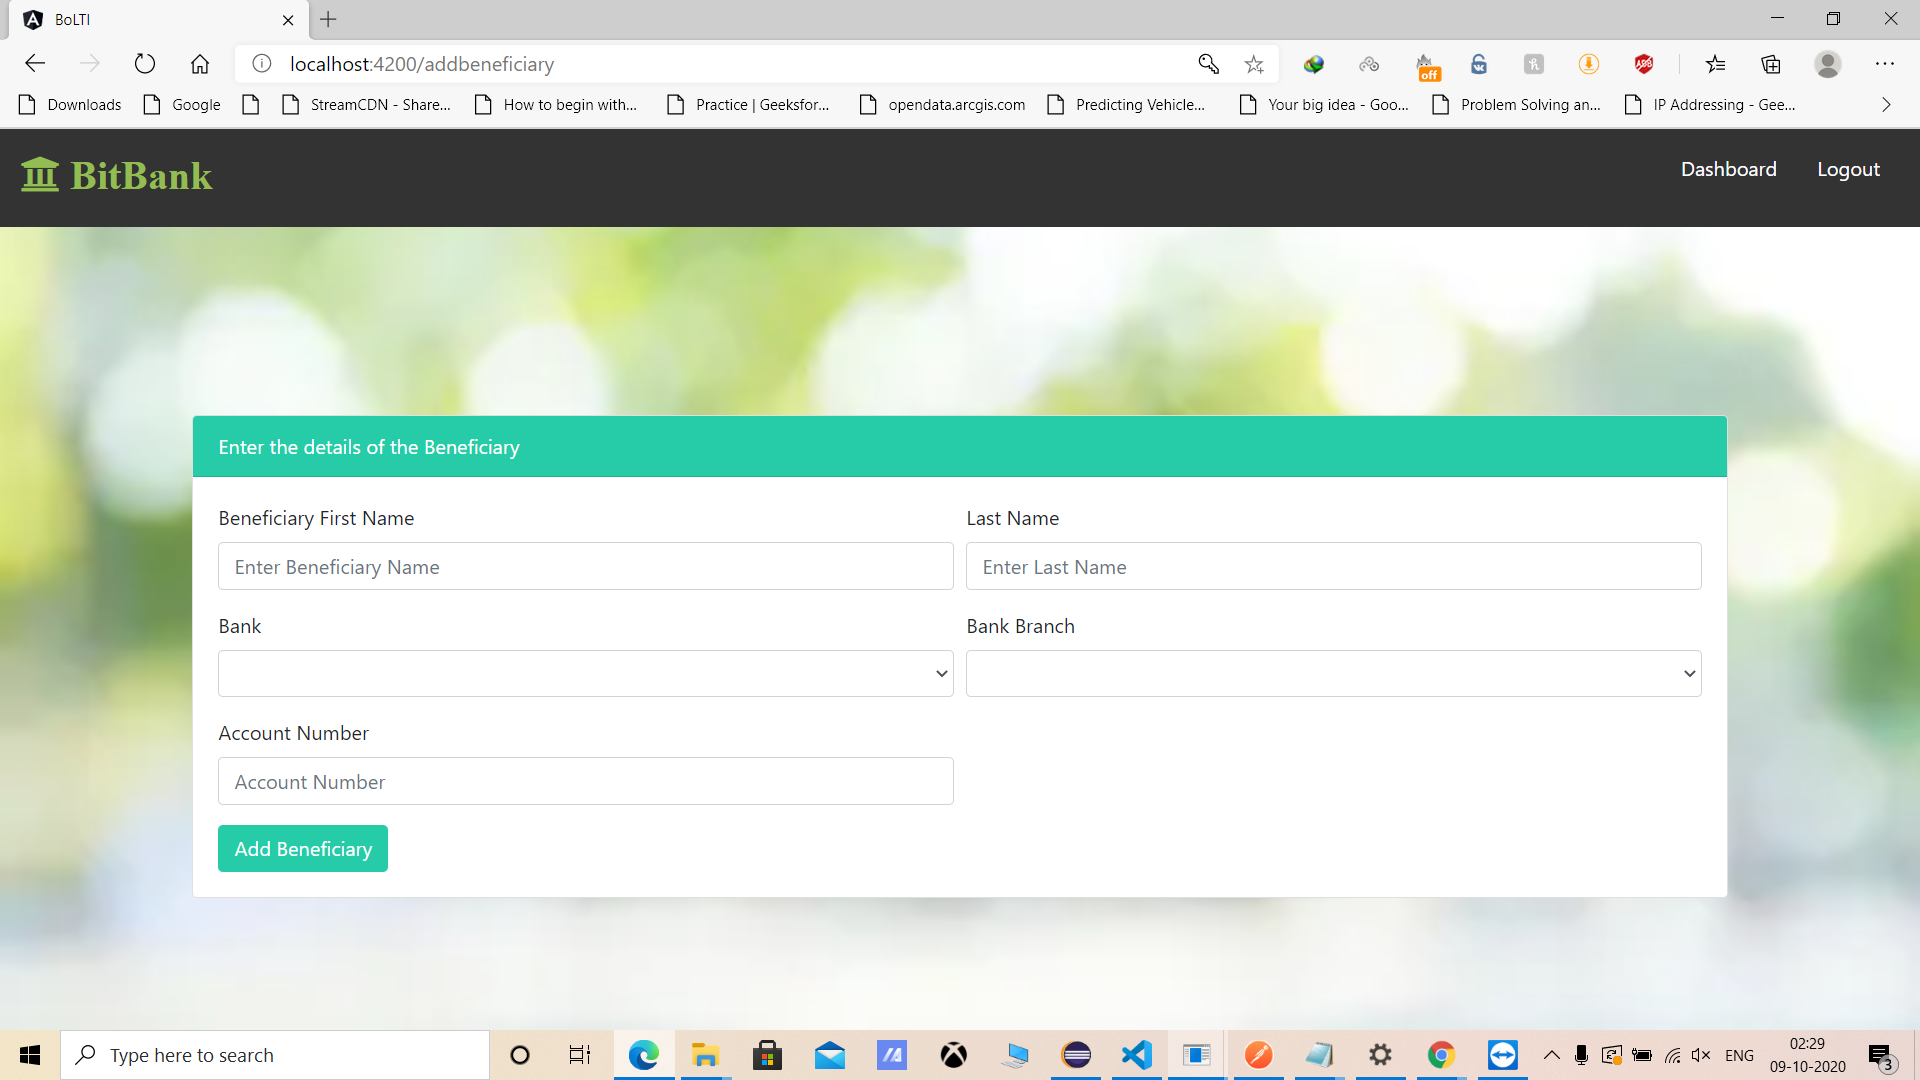 BoLTI
localhost:4200/addbeneficiary
off
ABB
Downloads
Google
StreamCDN - Share...
How to begin with...
Practice | Geeksfor...
opendata.arcgis.com
Predicting Vehicle...
Your big idea - Goo...
Problem Solving an...
IP Addressing - Gee...
BitBank
Dashboard
Logout
Enter the details of the Beneficiary
Beneficiary First Name
Last Name
Enter Beneficiary Name
Enter Last Name
Bank
Bank Branch
Account Number
Account Number
Add Beneficiary
Type here to search
ENG
02:29
09-10-2020
3